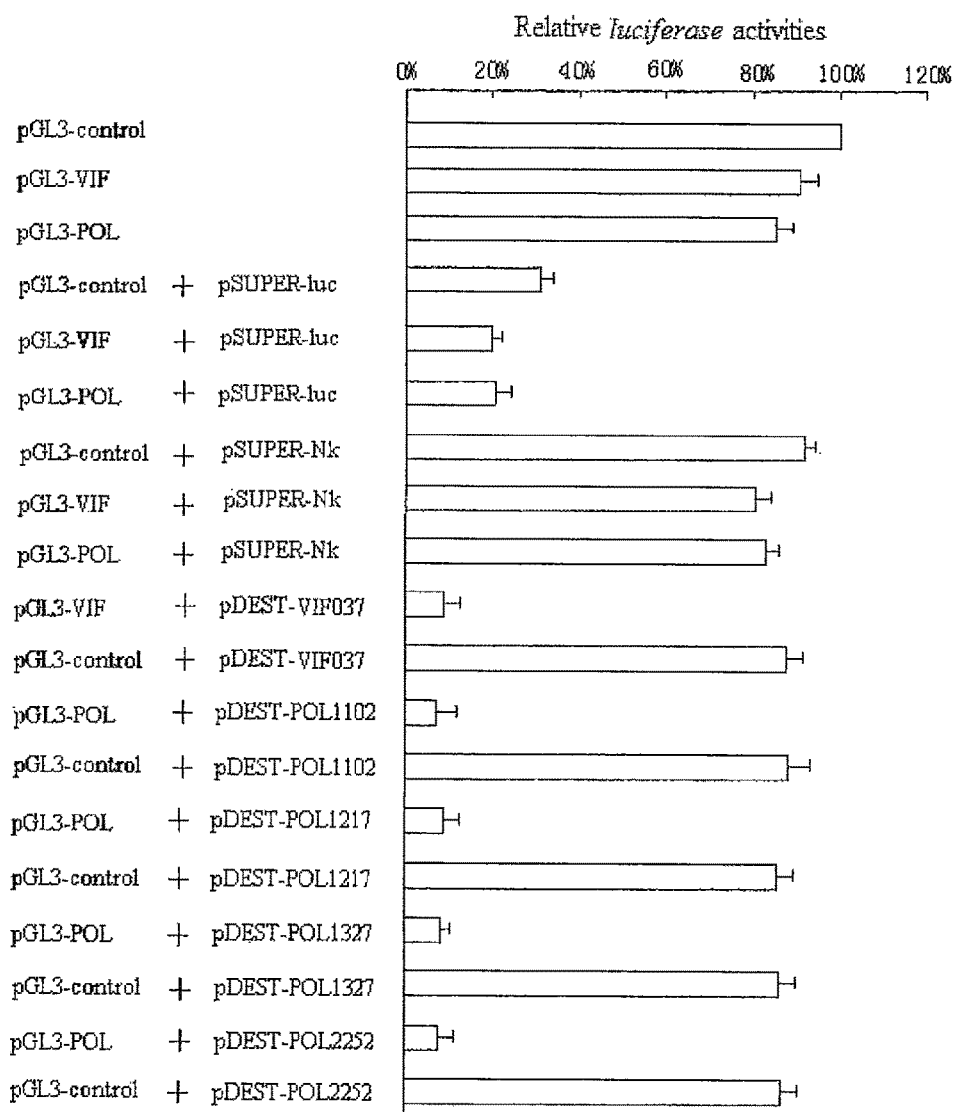 Relative luciferase activities
0% 20% 40% 60% 80% 100% 120%
pGL3-control
pGL3-VIF
pGL3-POL
pGL3-control + pSUPER-luc
pGL3-VIF + pSUPER-luc
pGL3-POL + pSUPER-luc
pGL3-control + pSUPER-Nk
pGL3-VIF + pSUPER-Nk
pGL3-POL + pSUPER-Nk
pGL3-VIF + pDEST-VIF037
pGL3-control + pDEST-VIF037
pGL3-POL + pDEST-POL1102
pGL3-control + pDEST-POL1102
pGL3-POL + pDEST-POL1217
pGL3-control + pDEST-POL1217
pGL3-POL + pDEST-POL1327
pGL3-control + pDEST-POL1327
pGL3-POL + pDEST-POL2252
pGL3-control + pDEST-POL2252